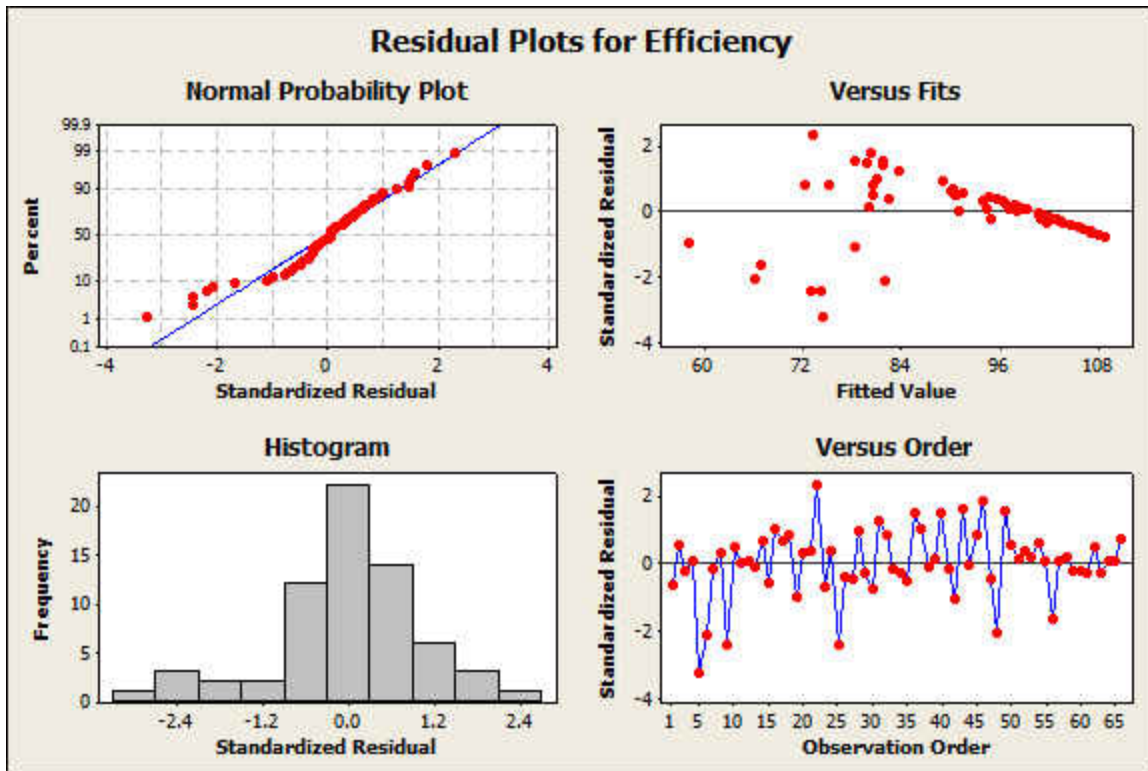 Residual Plots for Efficiency
Normal Probability Plot
99.9
99
90
50
10
1
0.1
Percent
-4 -2 0 2 4
Standardized Residual
Versus Fits
2
0
-2
-4
Standardized Residual
60 72 84 96 108
Fitted Value
Histogram
20
15
10
5
0
Frequency
-2.4 -1.2 0.0 1.2 2.4
Standardized Residual
Versus Order
2
0
-2
-4
Standardized Residual
1 5 10 15 20 25 30 35 40 45 50 55 60 65
Observation Order